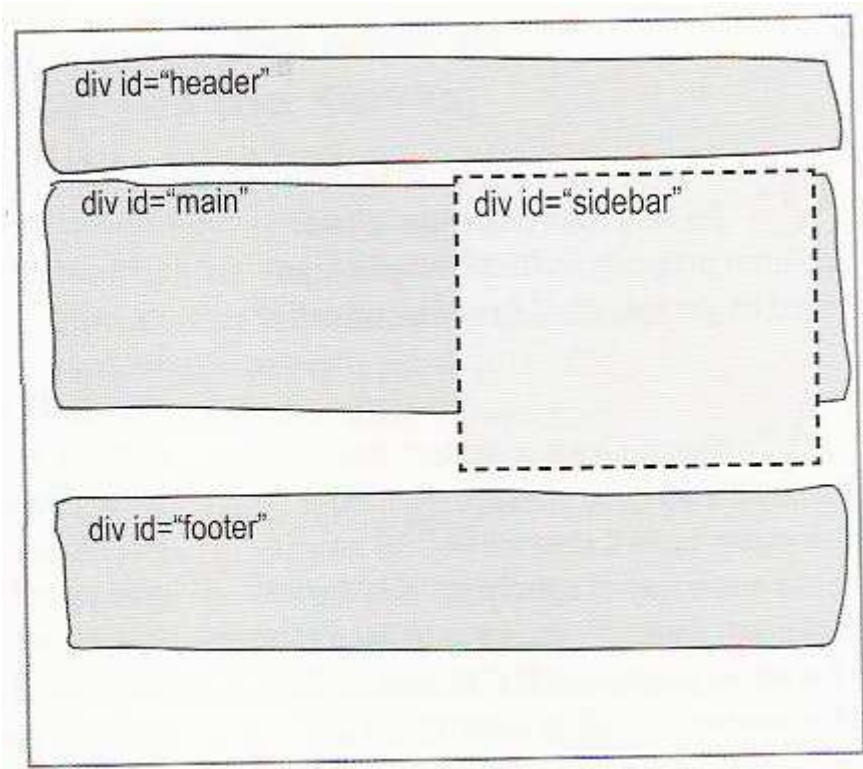 div id=“header”
div id=“main”
div id=“sidebar”
div id=“footer”